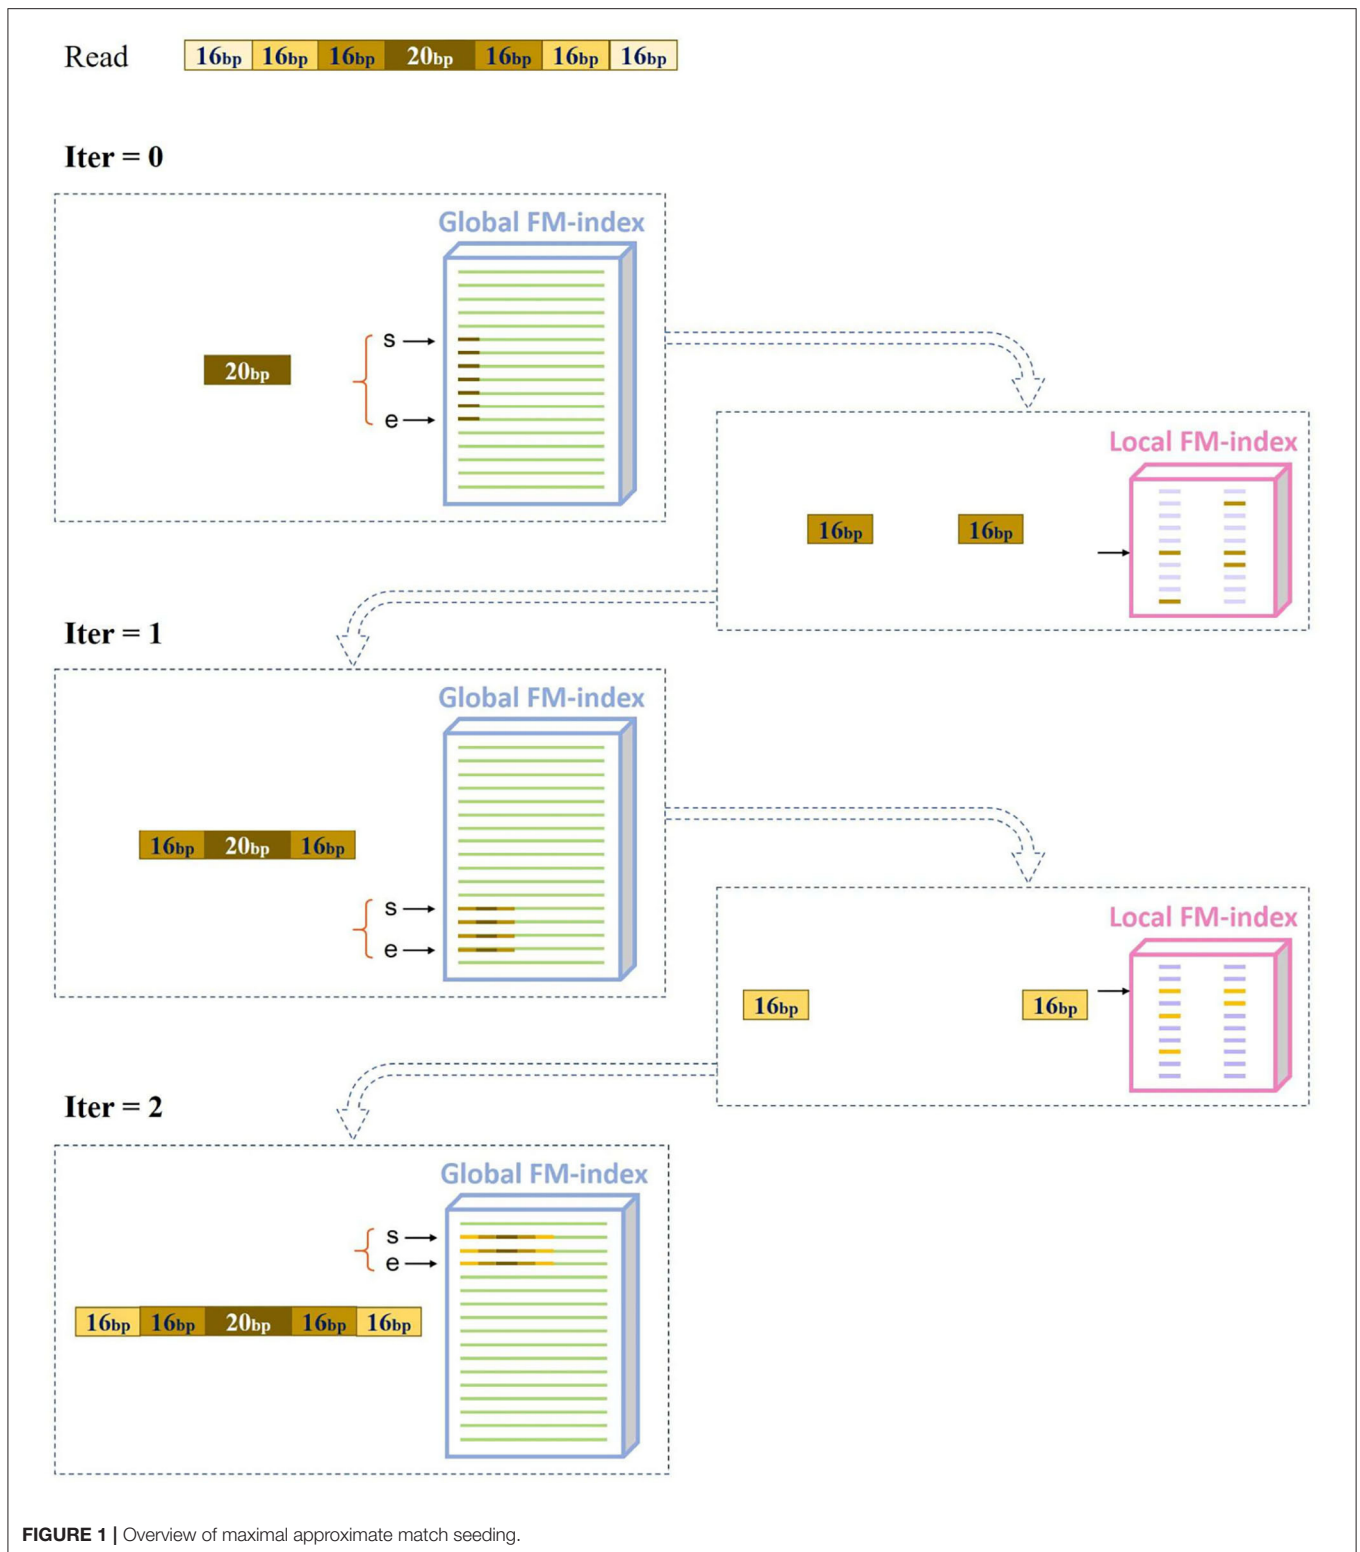 Read 16bp 16bp 16bp 20bp 16bp 16bp 16bp
Iter = 0
Global FM-index
s
20bp
e
Local FM-index
16bp 16bp
Iter = 1
Global FM-index
16bp 20bp 16bp
s
e
Local FM-index
16bp 16bp
Iter = 2
Global FM-index
s
e
16bp 16bp 20bp 16bp 16bp
FIGURE 1 | Overview of maximal approximate match seeding.